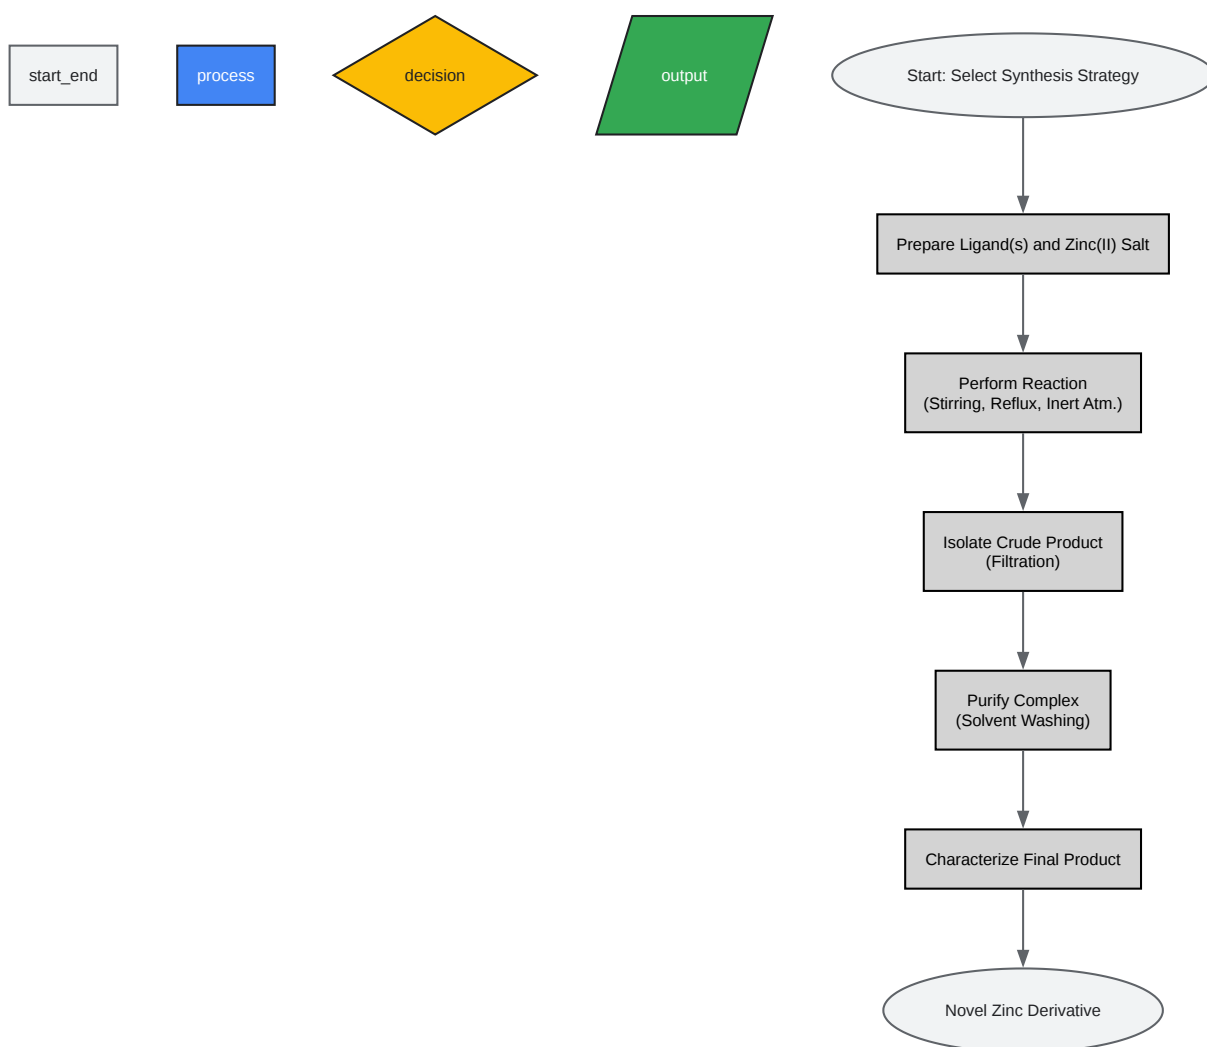 start_end
process
decision
output
Start: Select Synthesis Strategy
Prepare Ligand(s) and Zinc(II) Salt
Perform Reaction
(Stirring, Reflux, Inert Atm.)
Isolate Crude Product
(Filtration)
Purify Complex
(Solvent Washing)
Characterize Final Product
Novel Zinc Derivative